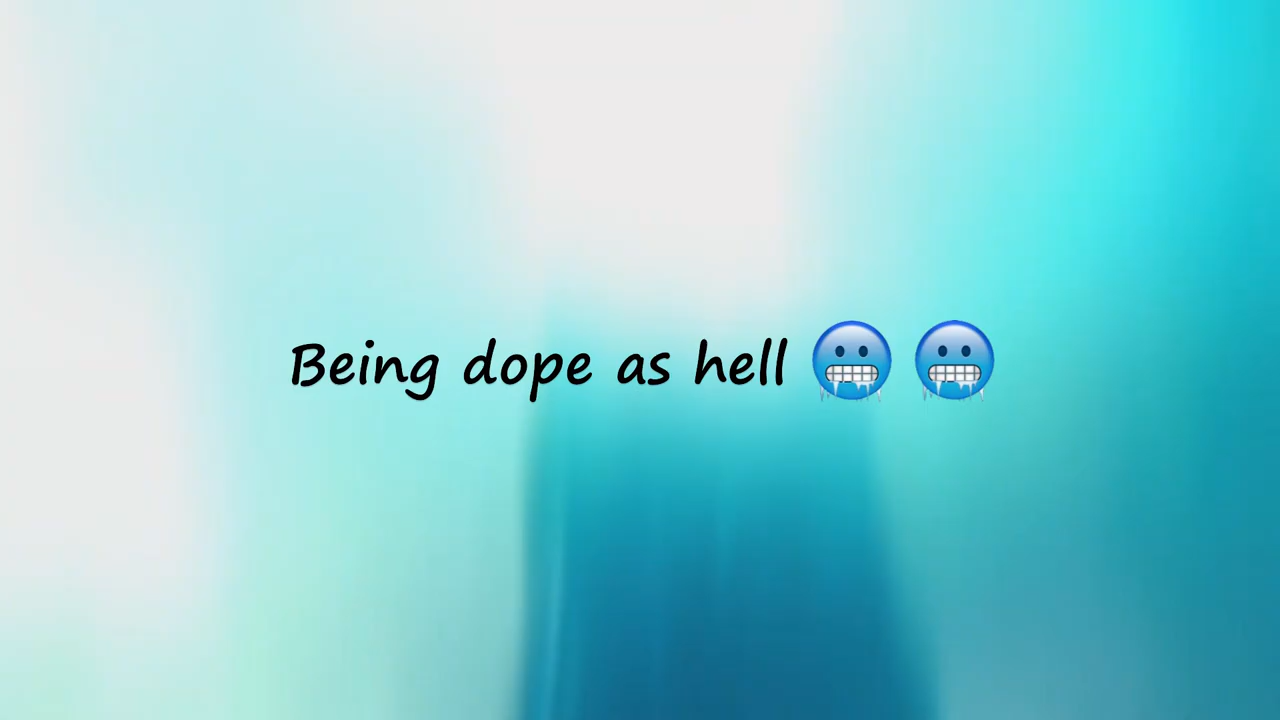 Being dope as hell 🥶 🥶